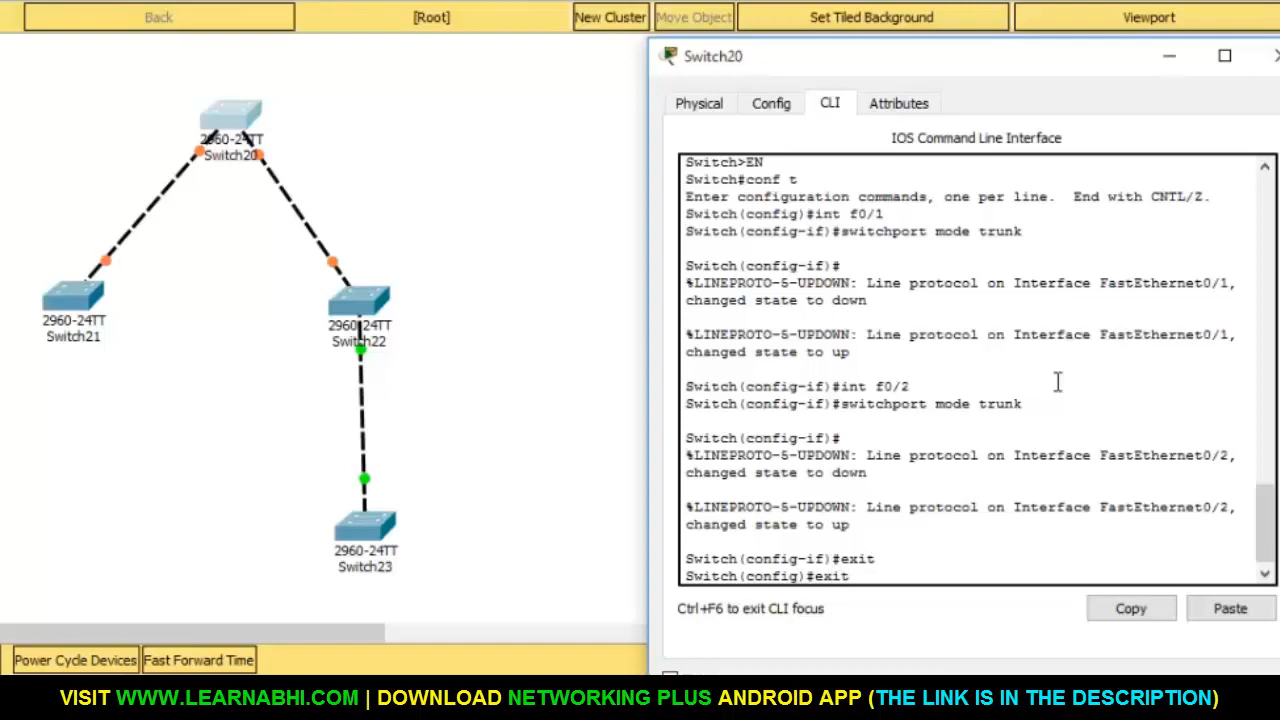 Back
[Root]
New Cluster
Move Object
Set Tiled Background
Viewport
2960-24TT
Switch20
2960-24TT
Switch21
2960-24TT
Switch22
2960-24TT
Switch23
Power Cycle Devices
Fast Forward Time
Switch20
Physical
Config
CLI
Attributes
IOS Command Line Interface
Switch>EN
Switch#conf t
Enter configuration commands, one per line.  End with CNTL/Z.
Switch(config)#int f0/1
Switch(config-if)#switchport mode trunk
Switch(config-if)#
%LINEPROTO-5-UPDOWN: Line protocol on Interface FastEthernet0/1,
changed state to down
%LINEPROTO-5-UPDOWN: Line protocol on Interface FastEthernet0/1,
changed state to up
Switch(config-if)#int f0/2
Switch(config-if)#switchport mode trunk
Switch(config-if)#
%LINEPROTO-5-UPDOWN: Line protocol on Interface FastEthernet0/2,
changed state to down
%LINEPROTO-5-UPDOWN: Line protocol on Interface FastEthernet0/2,
changed state to up
Switch(config-if)#exit
Switch(config)#exit
Ctrl+F6 to exit CLI focus
Copy
Paste
VISIT WWW.LEARNABHI.COM | DOWNLOAD NETWORKING PLUS ANDROID APP (THE LINK IS IN THE DESCRIPTION)